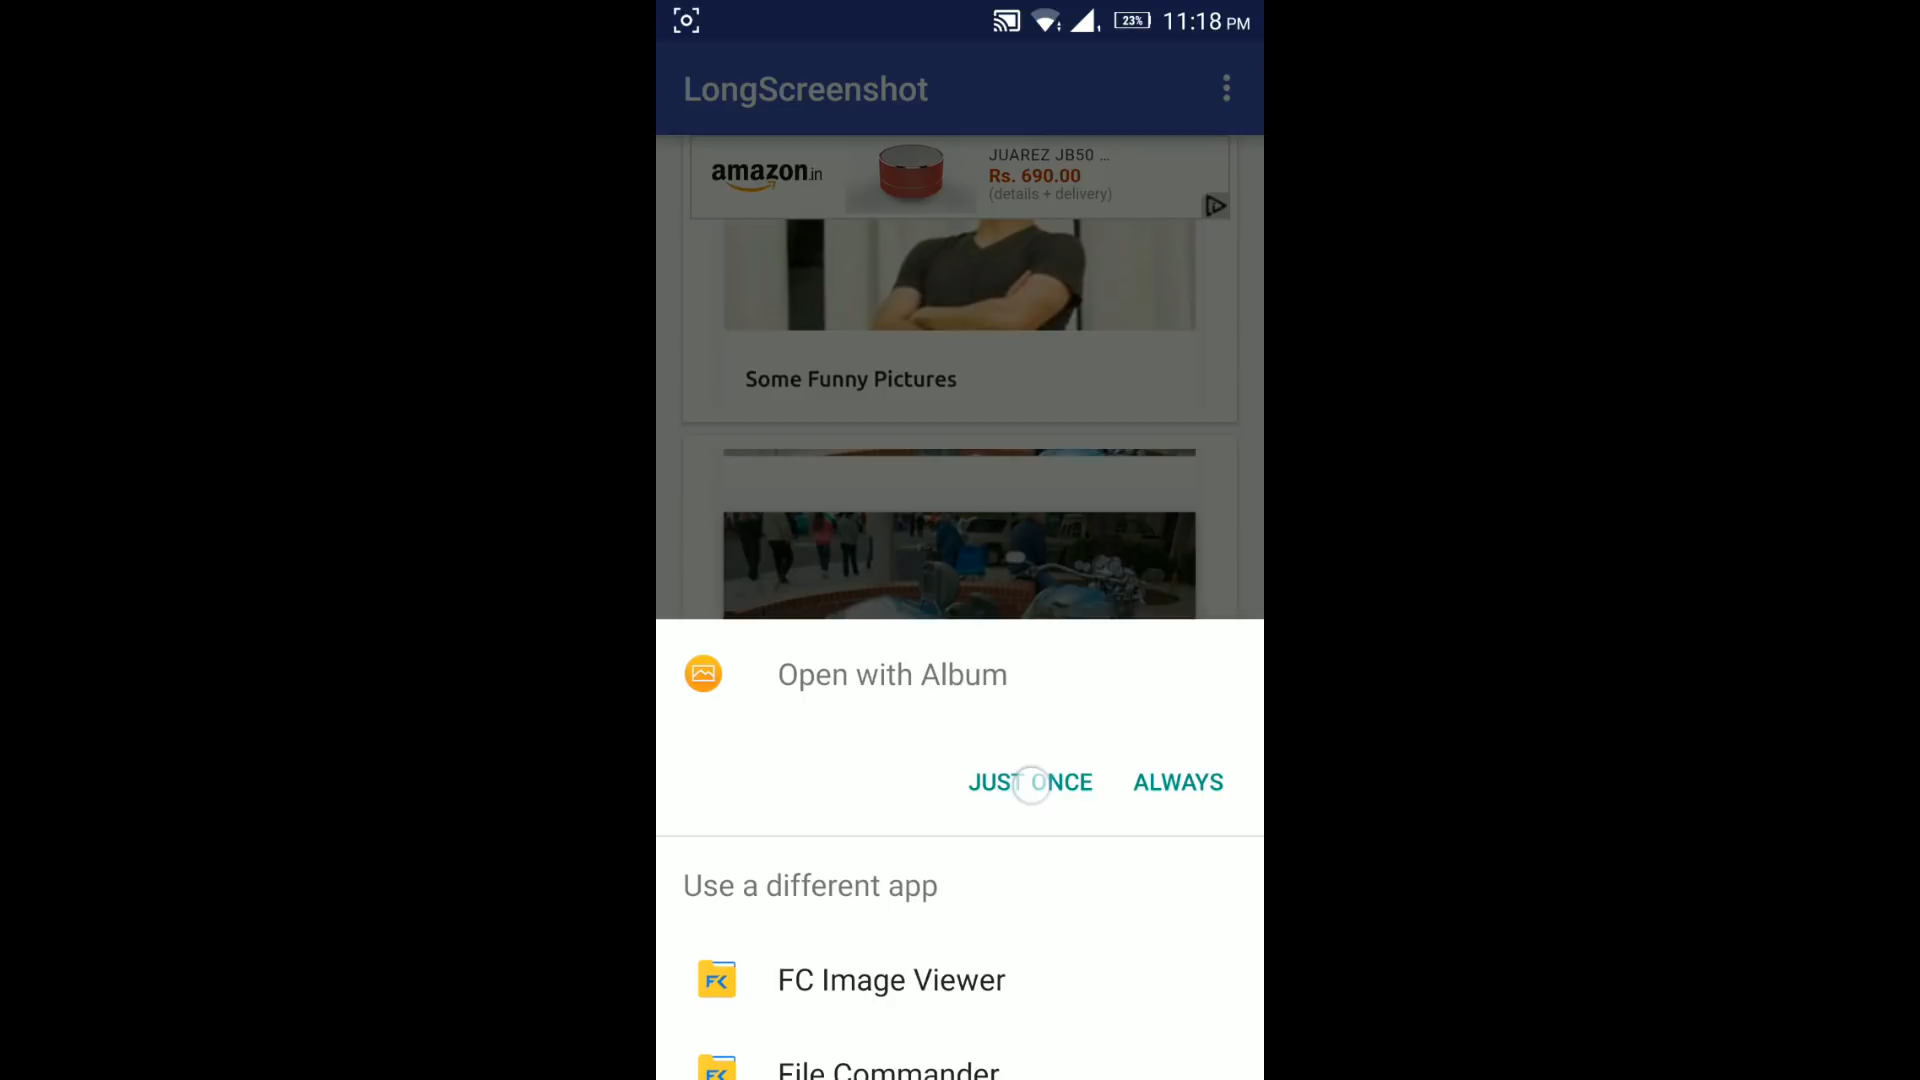 23% 11:18 PM
LongScreenshot
amazon.in
JUAREZ JB50 ...
Rs. 690.00
(details + delivery)
Some Funny Pictures
Open with Album
JUST ONCE ALWAYS
Use a different app
FC Image Viewer
File Commander